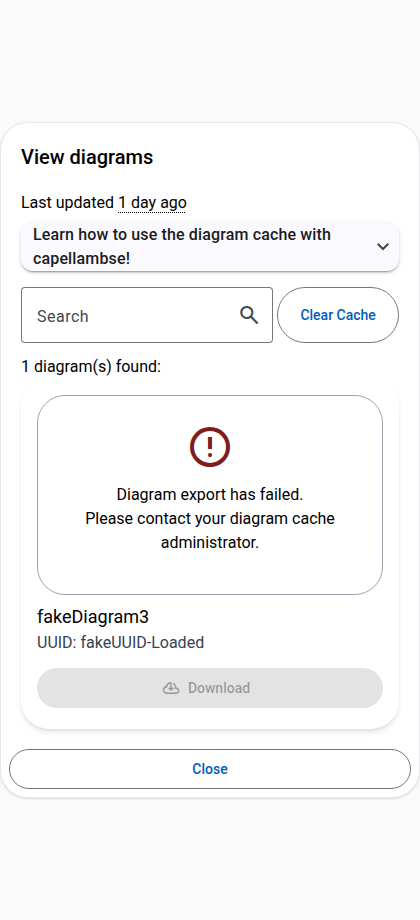 View diagrams
Last updated 1 day ago
Learn how to use the diagram cache with
capellambse!
Search
Clear Cache
1 diagram(s) found:
Diagram export has failed.
Please contact your diagram cache
administrator.
fakeDiagram3
UUID: fakeUUID-Loaded
Download
Close